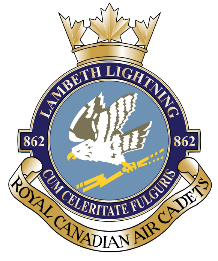 LAMBETH LIGHTNING
862 862
CUM CELERITATE FULGURIS
ROYAL CANADIAN AIR CADETS